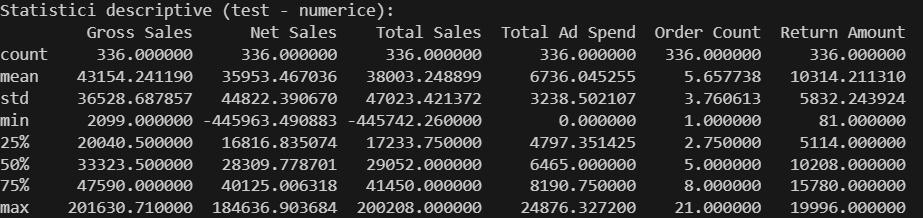 Statistici descriptive (test - numerice):
Gross Sales Net Sales Total Sales Total Ad Spend Order Count Return Amount
count 336.000000 336.000000 336.000000 336.000000 336.000000 336.000000
mean 43154.241190 35953.467036 38003.248899 6736.045255 5.657738 10314.211310
std 36528.687857 44822.390670 47023.421372 3238.502107 3.760613 5832.243924
min 2099.000000 -445963.490883 -445742.260000 0.000000 1.000000 81.000000
25% 20040.500000 16816.835074 17233.750000 4797.351425 2.750000 5114.000000
50% 33323.500000 28309.778701 29052.000000 6465.000000 5.000000 10208.000000
75% 47590.000000 40125.006318 41450.000000 8190.750000 8.000000 15780.000000
max 201630.710000 184636.903684 200208.000000 24876.327200 21.000000 19996.000000